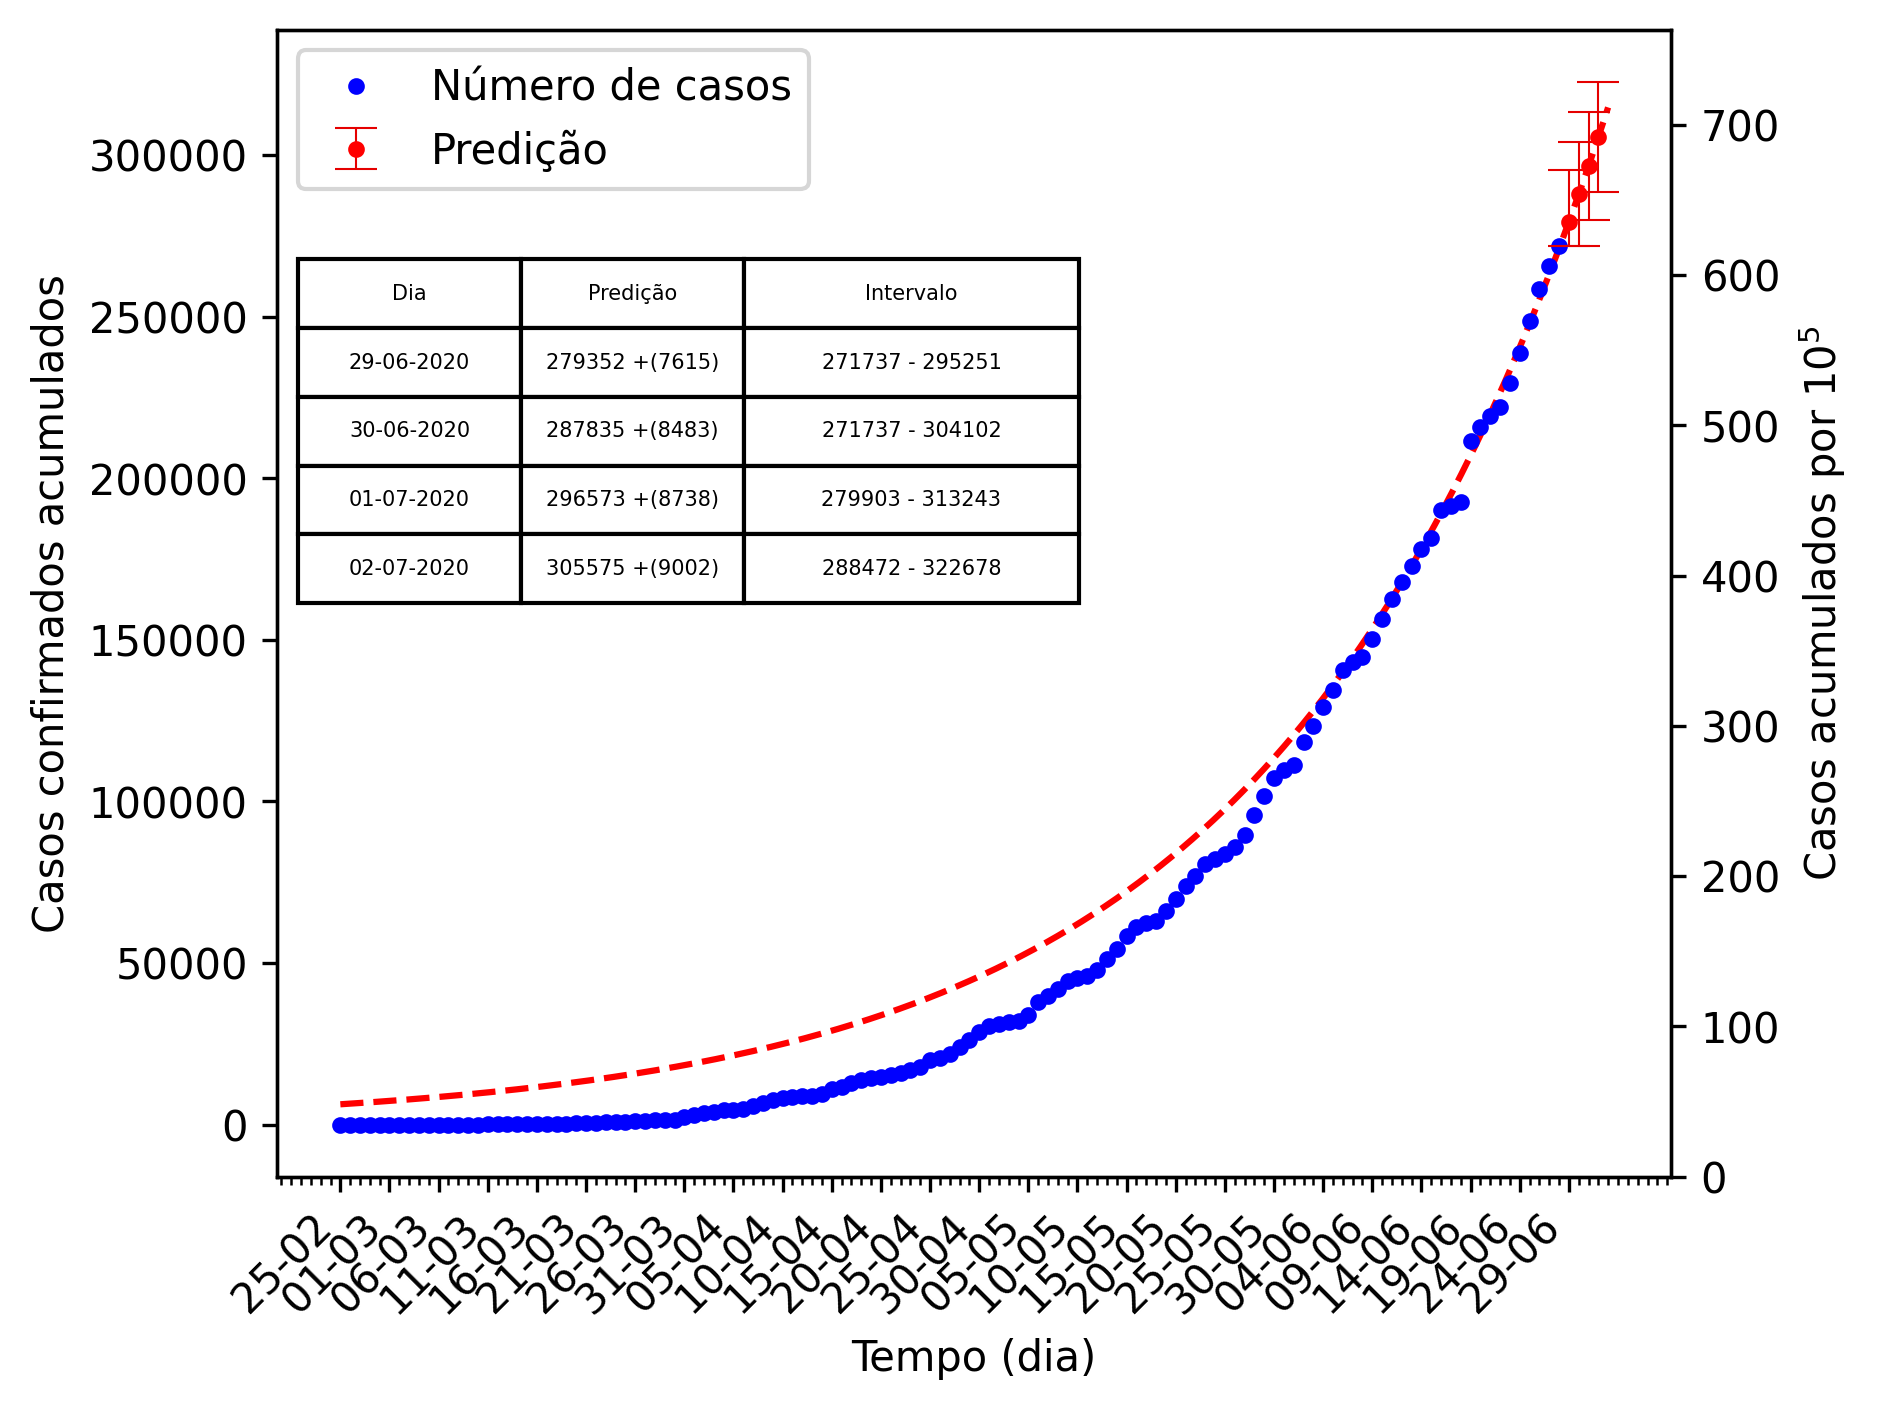 Número de casos
Predição
Dia Predição Intervalo
29-06-2020 279352 +(7615) 271737 - 295251
30-06-2020 287835 +(8483) 271737 - 304102
01-07-2020 296573 +(8738) 279903 - 313243
02-07-2020 305575 +(9002) 288472 - 322678
Casos confirmados acumulados
300000
250000
200000
150000
100000
50000
0
Casos acumulados por 10⁵
700
600
500
400
300
200
100
0
25-02 01-03 06-03 11-03 16-03 21-03 26-03 31-03 05-04 10-04 15-04 20-04 25-04 30-04 05-05 10-05 15-05 20-05 25-05 30-05 04-06 09-06 14-06 19-06 24-06 29-06
Tempo (dia)